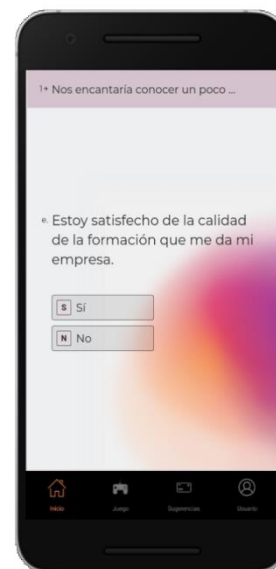 1→ Nos encantaría conocer un poco ...
e. Estoy satisfecho de la calidad
de la formación que me da mi
empresa.
S Sí
N No
Inicio Juego Sugerencias Usuario